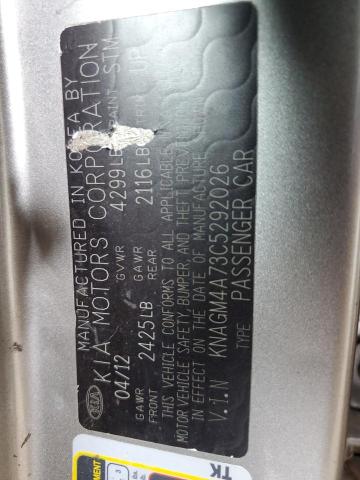 MANUFACTURED IN KOREA BY
KIA MOTORS CORPORATION
KIA
04/12 GVWR 4299LB
GAWR FRONT 2425LB GAWR REAR 2116LB
THIS VEHICLE CONFORMS TO ALL APPLICABLE
MOTOR VEHICLE SAFETY, BUMPER, AND THEFT
IN EFFECT ON THE DATE OF MANUFACTURE
V.I.N KNAGM4A73C5292026
TYPE PASSENGER CAR
STM
UP
TK